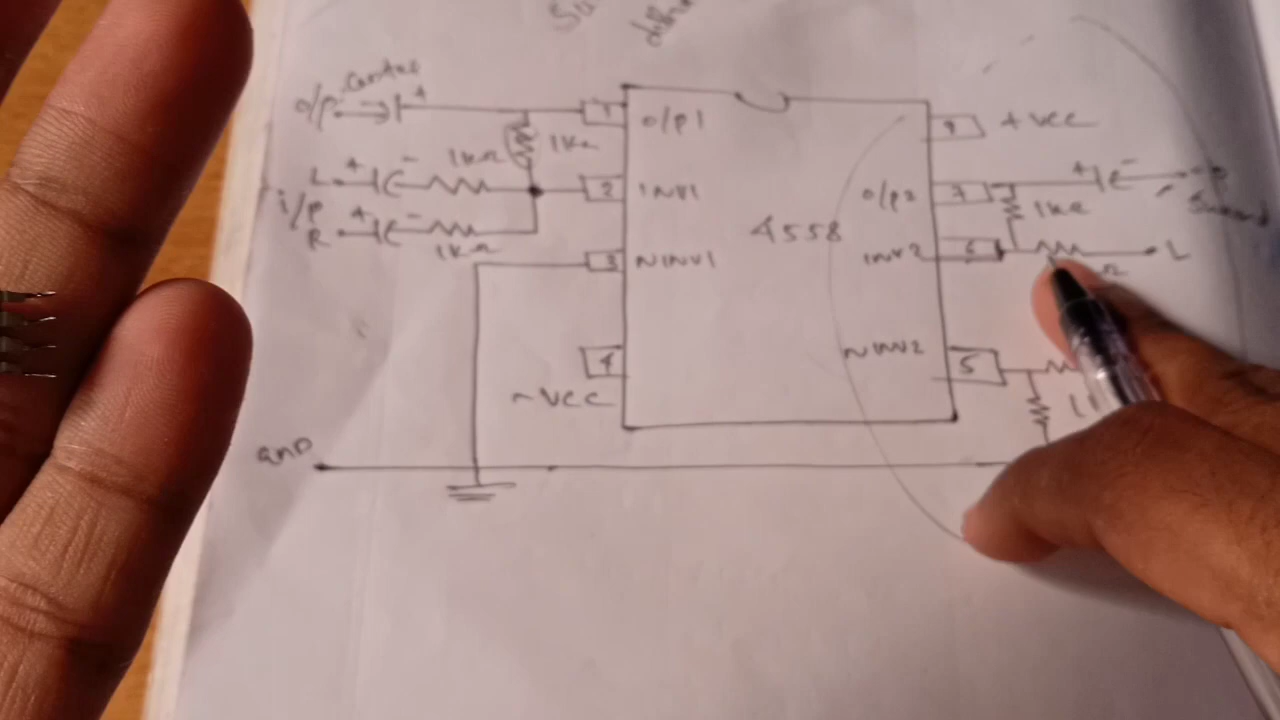 O/P Center +
1 O/P1
8 +VCC
1KΩ
1KΩ
L + -
2 INV1
i/P
R + -
1KΩ
3 NINV1
4558
O/P2 7
+ -
1KΩ
INV2 6
L
Ω
4
-VCC
NINV2 5
GND